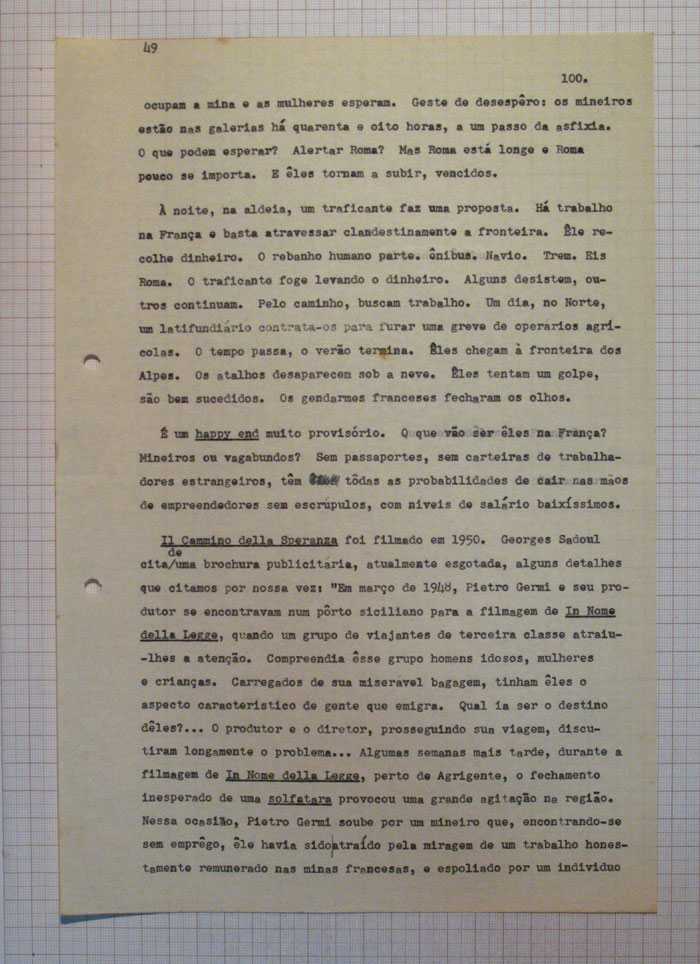 49
100.
ocupam a mina e as mulheres esperam. Geste de desespêro: os mineiros
estão nas galerias há quarenta e oito horas, a um passo da asfixia.
O que podem esperar? Alertar Roma? Mas Roma está longe e Roma
pouco se importa. E êles tornam a subir, vencidos.
À noite, na aldeia, um traficante faz uma proposta. Há trabalho
na França e basta atravessar clandestinamente a fronteira. Êle re-
colhe dinheiro. O rebanho humano parte. ênibus. Navio. Trem. Eis
Roma. O traficante foge levando o dinheiro. Alguns desistem, ou-
tros continuam. Pelo caminho, buscam trabalho. Um dia, no Norte,
um latifundiário contrata-os para furar uma greve de operários agrí-
colas. O tempo passa, o verão termina. Êles chegam à fronteira dos
Alpes. Os atalhos desaparecem sob a neve. Êles tentam um golpe,
são bem sucedidos. Os gendarmes franceses fecharam os olhos.
É um happy end muito provisório. O que vão ser êles na França?
Mineiros ou vagabundos? Sem passaportes, sem carteiras de trabalha-
dores estrangeiros, têm tôdas as probabilidades de cair nas mãos
de empreendedores sem escrúpulos, com níveis de salário baixíssimos.
Il Cammino della Speranza foi filmado em 1950. Georges Sadoul
de
cita/uma brochura publicitária, atualmente esgotada, alguns detalhes
que citamos por nossa vez: "Em março de 1948, Pietro Germi e seu pro-
dutor se encontravam num pôrto siciliano para a filmagem de In Nome
della Legge, quando um grupo de viajantes de terceira classe atraiu-
-lhes a atenção. Compreendia êsse grupo homens idosos, mulheres
e crianças. Carregados de sua miseravel bagagem, tinham êles o
aspecto caracteristico de gente que emigra. Qual ia ser o destino
dêles?... O produtor e o diretor, prosseguindo sua viagem, discu-
tiram longamente o problema... Algumas semanas mais tarde, durante a
filmagem de In Nome della Legge, perto de Agrigente, o fechamento
inesperado de uma solfatara provocou uma grande agitação na região.
Nessa ocasião, Pietro Germi soube por um mineiro que, encontrando-se
sem emprêgo, êle havia sido|atraído pela miragem de um trabalho hones-
tamente remunerado nas minas francesas, e espoliado por um individuo